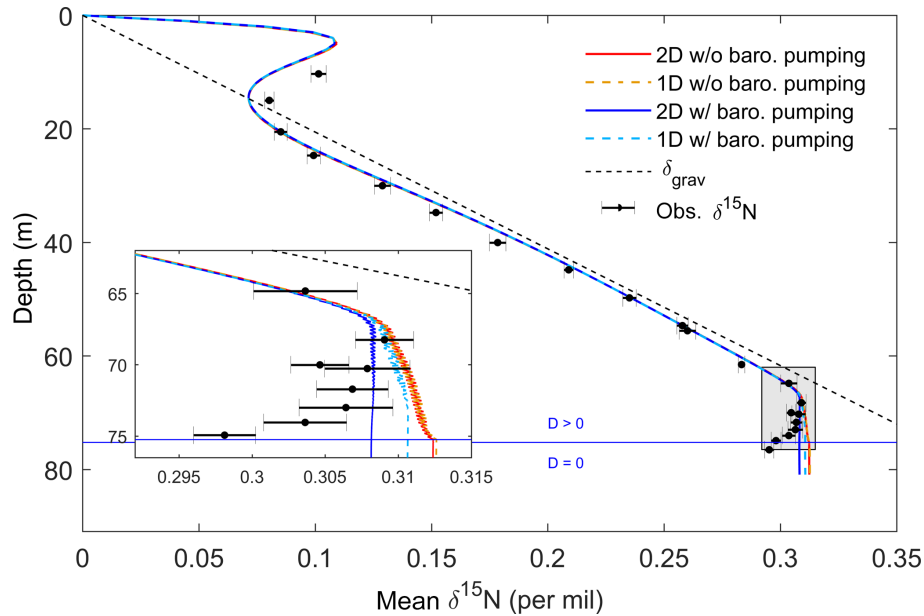 0
20
40
60
80
Depth (m)
0
0.05
0.1
0.15
0.2
0.25
0.3
0.35
Mean δ15N (per mil)
2D w/o baro. pumping
1D w/o baro. pumping
2D w/ baro. pumping
1D w/ baro. pumping
δgrav
Obs. δ15N
65
70
75
0.295
0.3
0.305
0.31
0.315
D > 0
D = 0